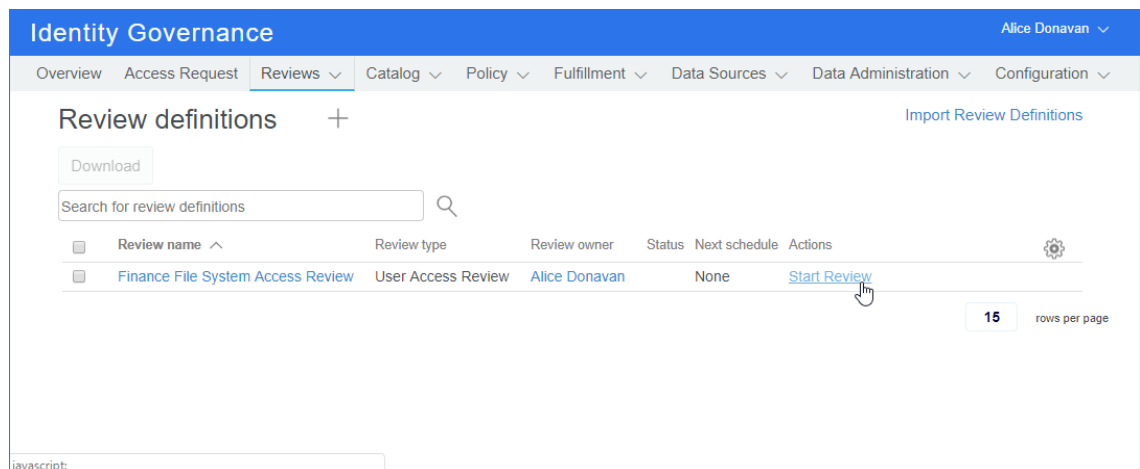 Identity Governance
Alice Donavan
Overview Access Request Reviews Catalog Policy Fulfillment Data Sources Data Administration Configuration
Review definitions +
Import Review Definitions
Download
Search for review definitions
Review name Review type Review owner Status Next schedule Actions
Finance File System Access Review User Access Review Alice Donavan None Start Review
15 rows per page
javascript: